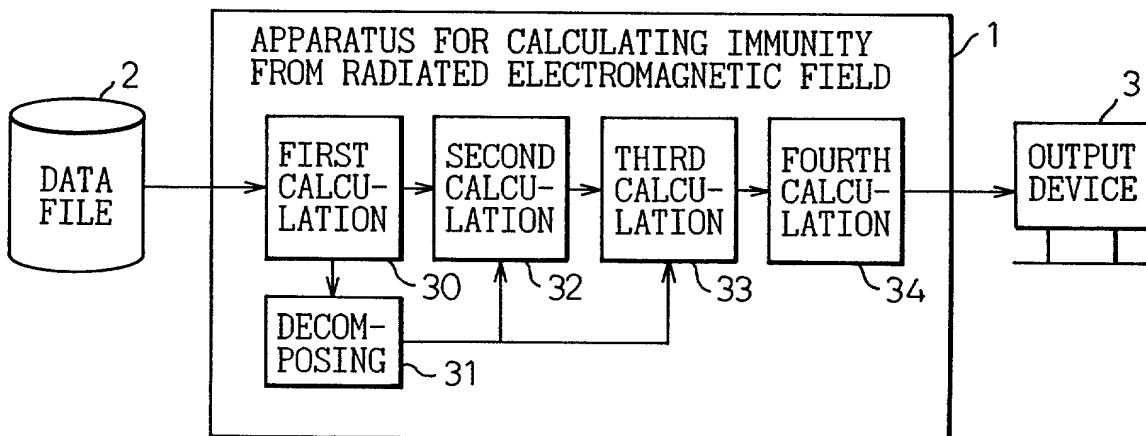 APPARATUS FOR CALCULATING IMMUNITY
FROM RADIATED ELECTROMAGNETIC FIELD
1
2
DATA
FILE
FIRST
CALCU-
LATION
30
SECOND
CALCU-
LATION
32
THIRD
CALCU-
LATION
33
FOURTH
CALCU-
LATION
34
3
OUTPUT
DEVICE
DECOM-
POSING
31